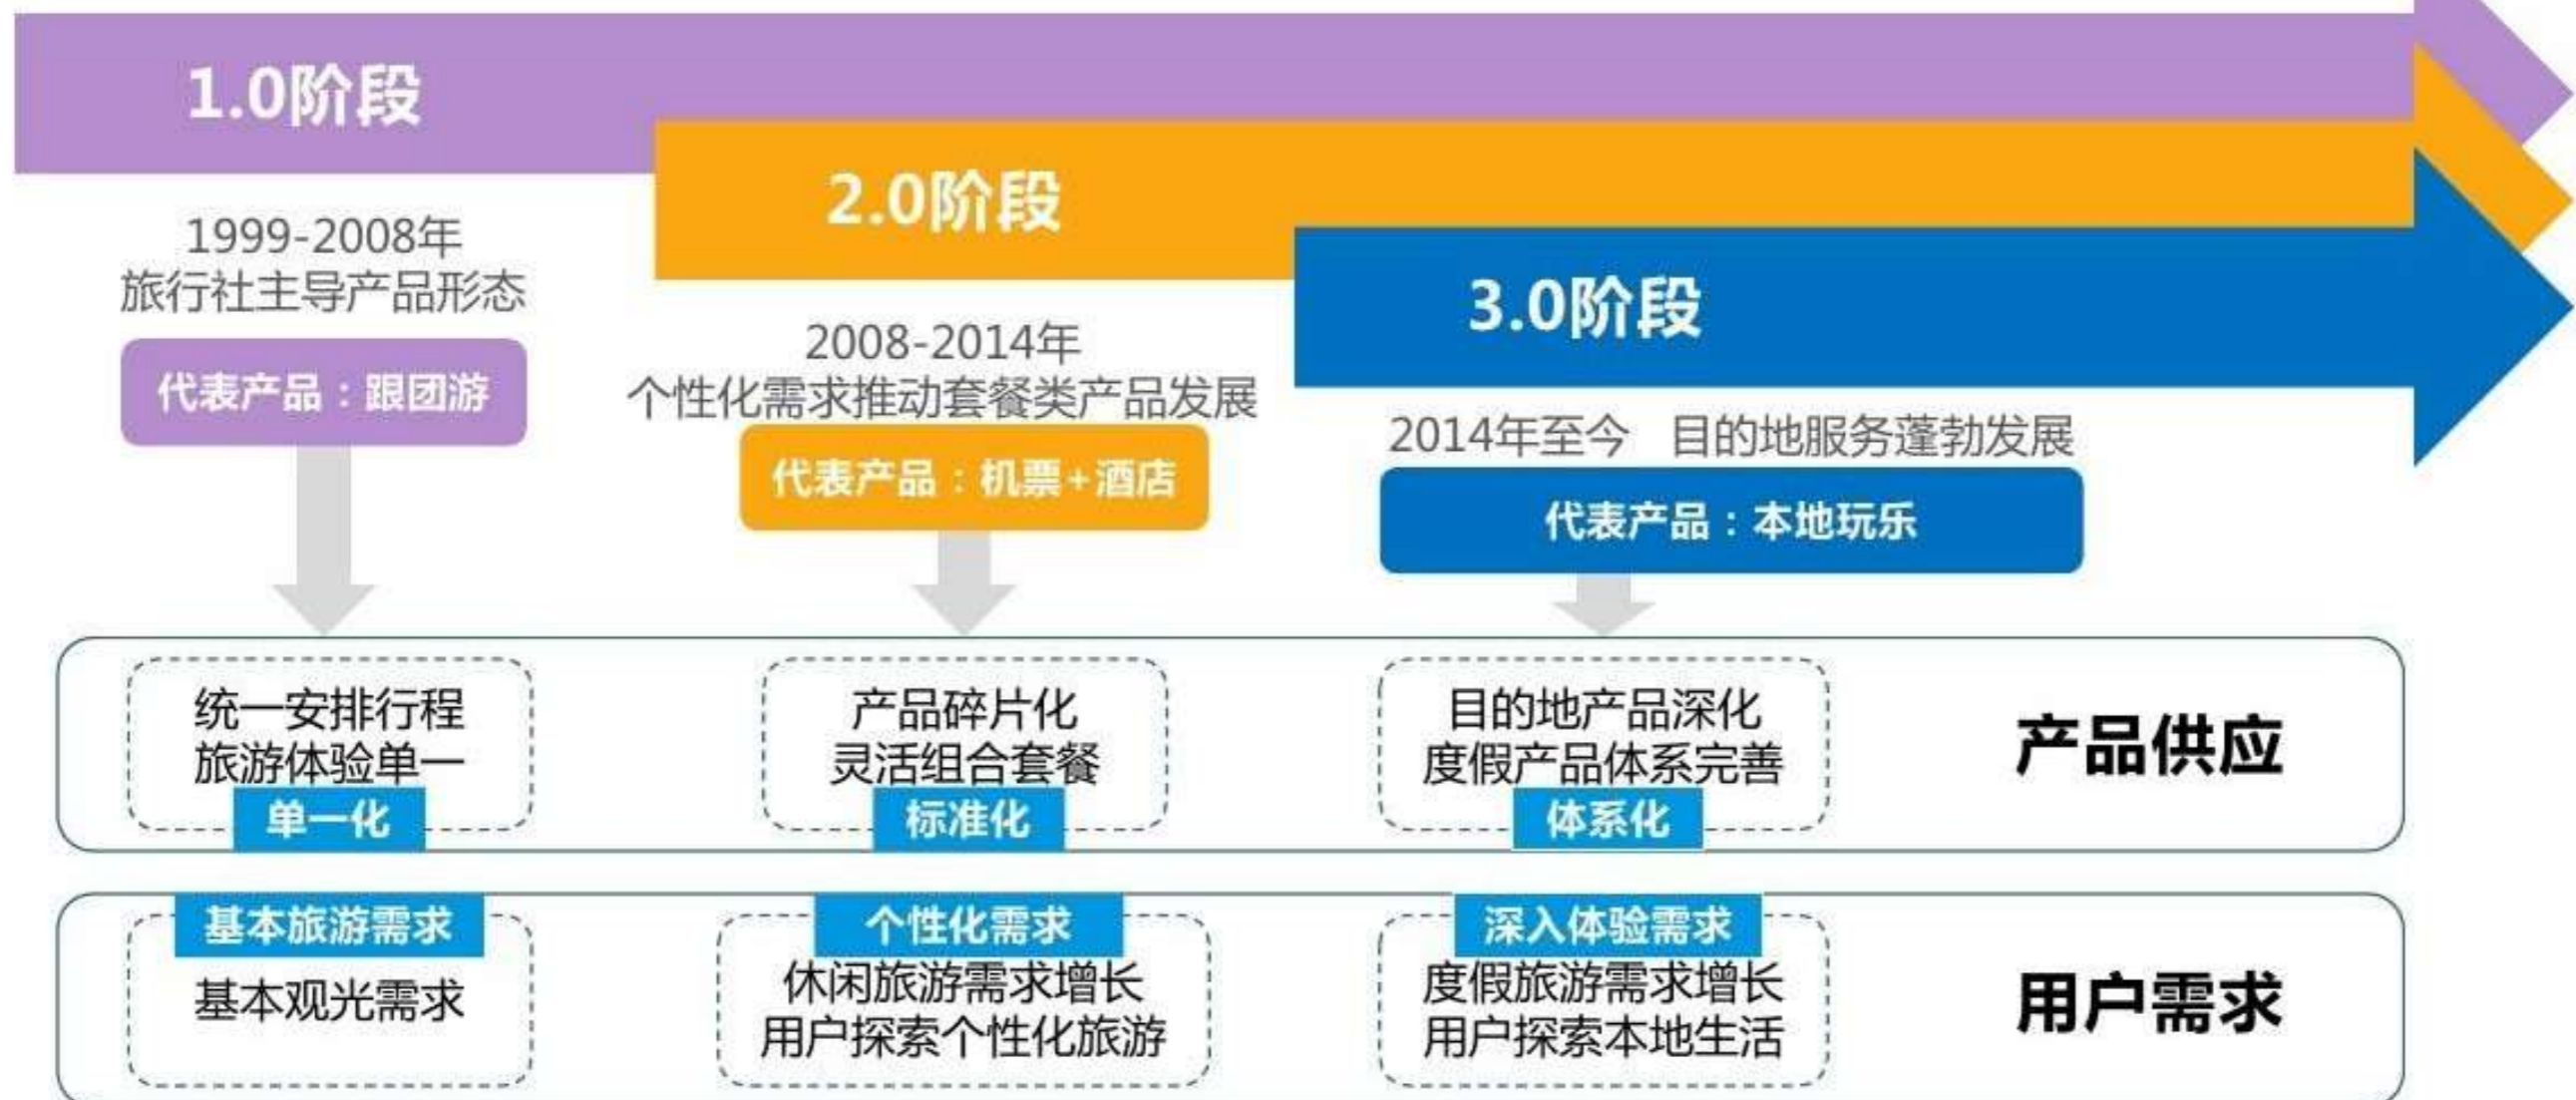 1.0阶段
1999-2008年
旅行社主导产品形态
代表产品：跟团游
2.0阶段
2008-2014年
个性化需求推动套餐类产品发展
代表产品：机票+酒店
3.0阶段
2014年至今 目的地服务蓬勃发展
代表产品：本地玩乐
统一安排行程
旅游体验单一
单一化
产品碎片化
灵活组合套餐
标准化
目的地产品深化
度假产品体系完善
体系化
产品供应
基本旅游需求
基本观光需求
个性化需求
休闲旅游需求增长
用户探索个性化旅游
深入体验需求
度假旅游需求增长
用户探索本地生活
用户需求